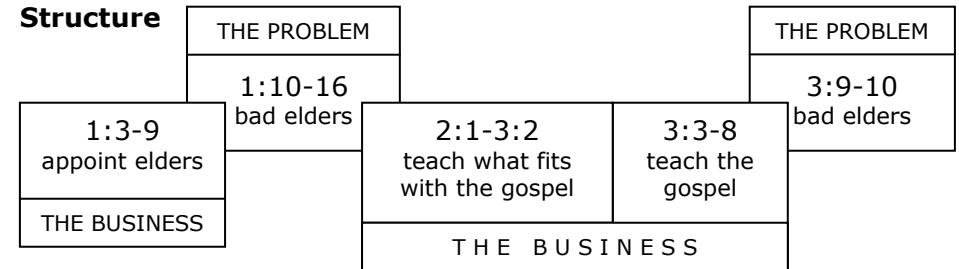 Structure
THE PROBLEM
1:10-16
bad elders
1:3-9
appoint elders
THE BUSINESS
2:1-3:2
teach what fits
with the gospel
3:3-8
teach the
gospel
THE BUSINESS
THE PROBLEM
3:9-10
bad elders